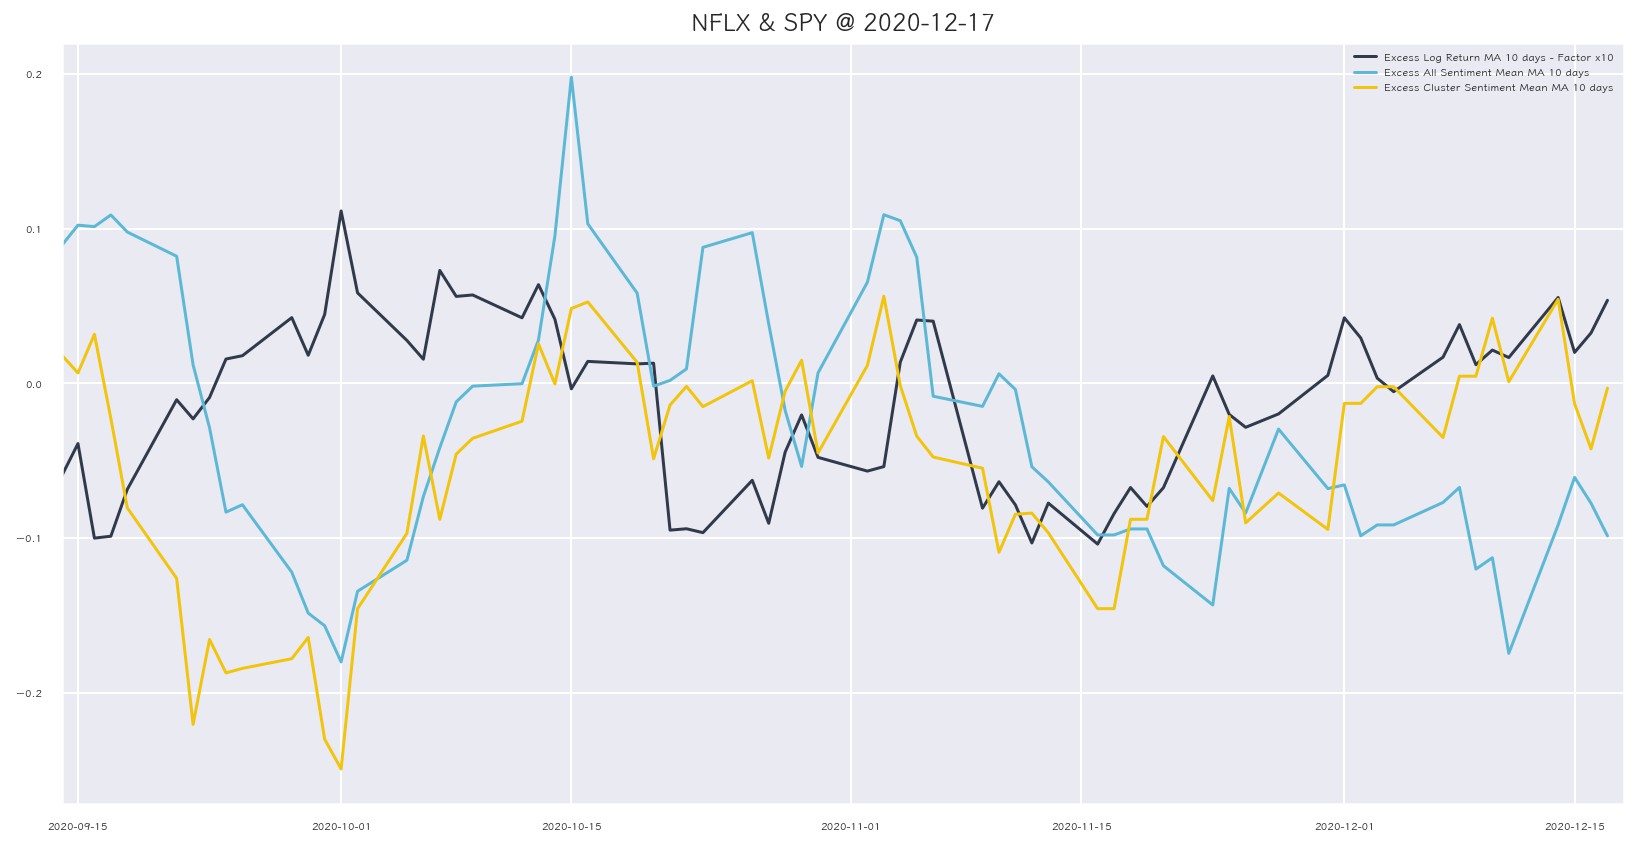 NFLX & SPY @ 2020-12-17
Excess Log Return MA 10 days - Factor x10
Excess All Sentiment Mean MA 10 days
Excess Cluster Sentiment Mean MA 10 days
0.2
0.1
0.0
−0.1
−0.2
2020-09-15 2020-10-01 2020-10-15 2020-11-01 2020-11-15 2020-12-01 2020-12-15